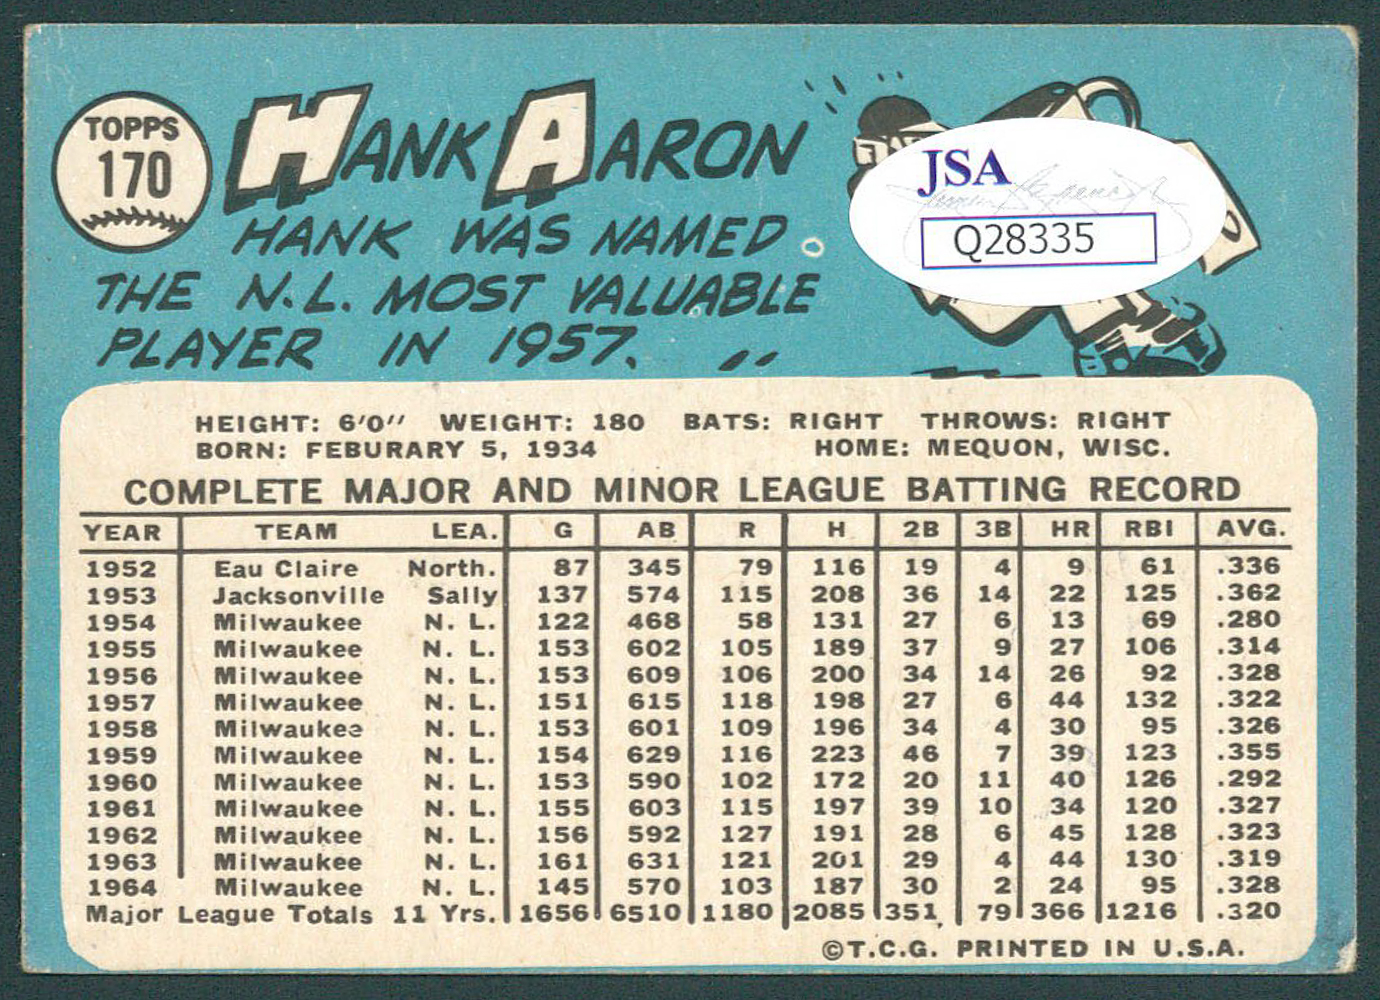 TOPPS
170
HANK AARON
HANK WAS NAMED
THE N.L. MOST VALUABLE
PLAYER IN 1957.
JSA
Q28335
HEIGHT: 6'0" WEIGHT: 180 BATS: RIGHT THROWS: RIGHT
BORN: FEBURARY 5, 1934 HOME: MEQUON, WISC.
COMPLETE MAJOR AND MINOR LEAGUE BATTING RECORD
YEAR TEAM LEA. G AB R H 2B 3B HR RBI AVG.
1952 Eau Claire North. 87 345 79 116 19 4 9 61 .336
1953 Jacksonville Sally 137 574 115 208 36 14 22 125 .362
1954 Milwaukee N. L. 122 468 58 131 27 6 13 69 .280
1955 Milwaukee N. L. 153 602 105 189 37 9 27 106 .314
1956 Milwaukee N. L. 153 609 106 200 34 14 26 92 .328
1957 Milwaukee N. L. 151 615 118 198 27 6 44 132 .322
1958 Milwaukee N. L. 153 601 109 196 34 4 30 95 .326
1959 Milwaukee N. L. 154 629 116 223 46 7 39 123 .355
1960 Milwaukee N. L. 153 590 102 172 20 11 40 126 .292
1961 Milwaukee N. L. 155 603 115 197 39 10 34 120 .327
1962 Milwaukee N. L. 156 592 127 191 28 6 45 128 .323
1963 Milwaukee N. L. 161 631 121 201 29 4 44 130 .319
1964 Milwaukee N. L. 145 570 103 187 30 2 24 95 .328
Major League Totals 11 Yrs. 1656 6510 1180 2085 351 79 366 1216 .320
©T.C.G. PRINTED IN U.S.A.